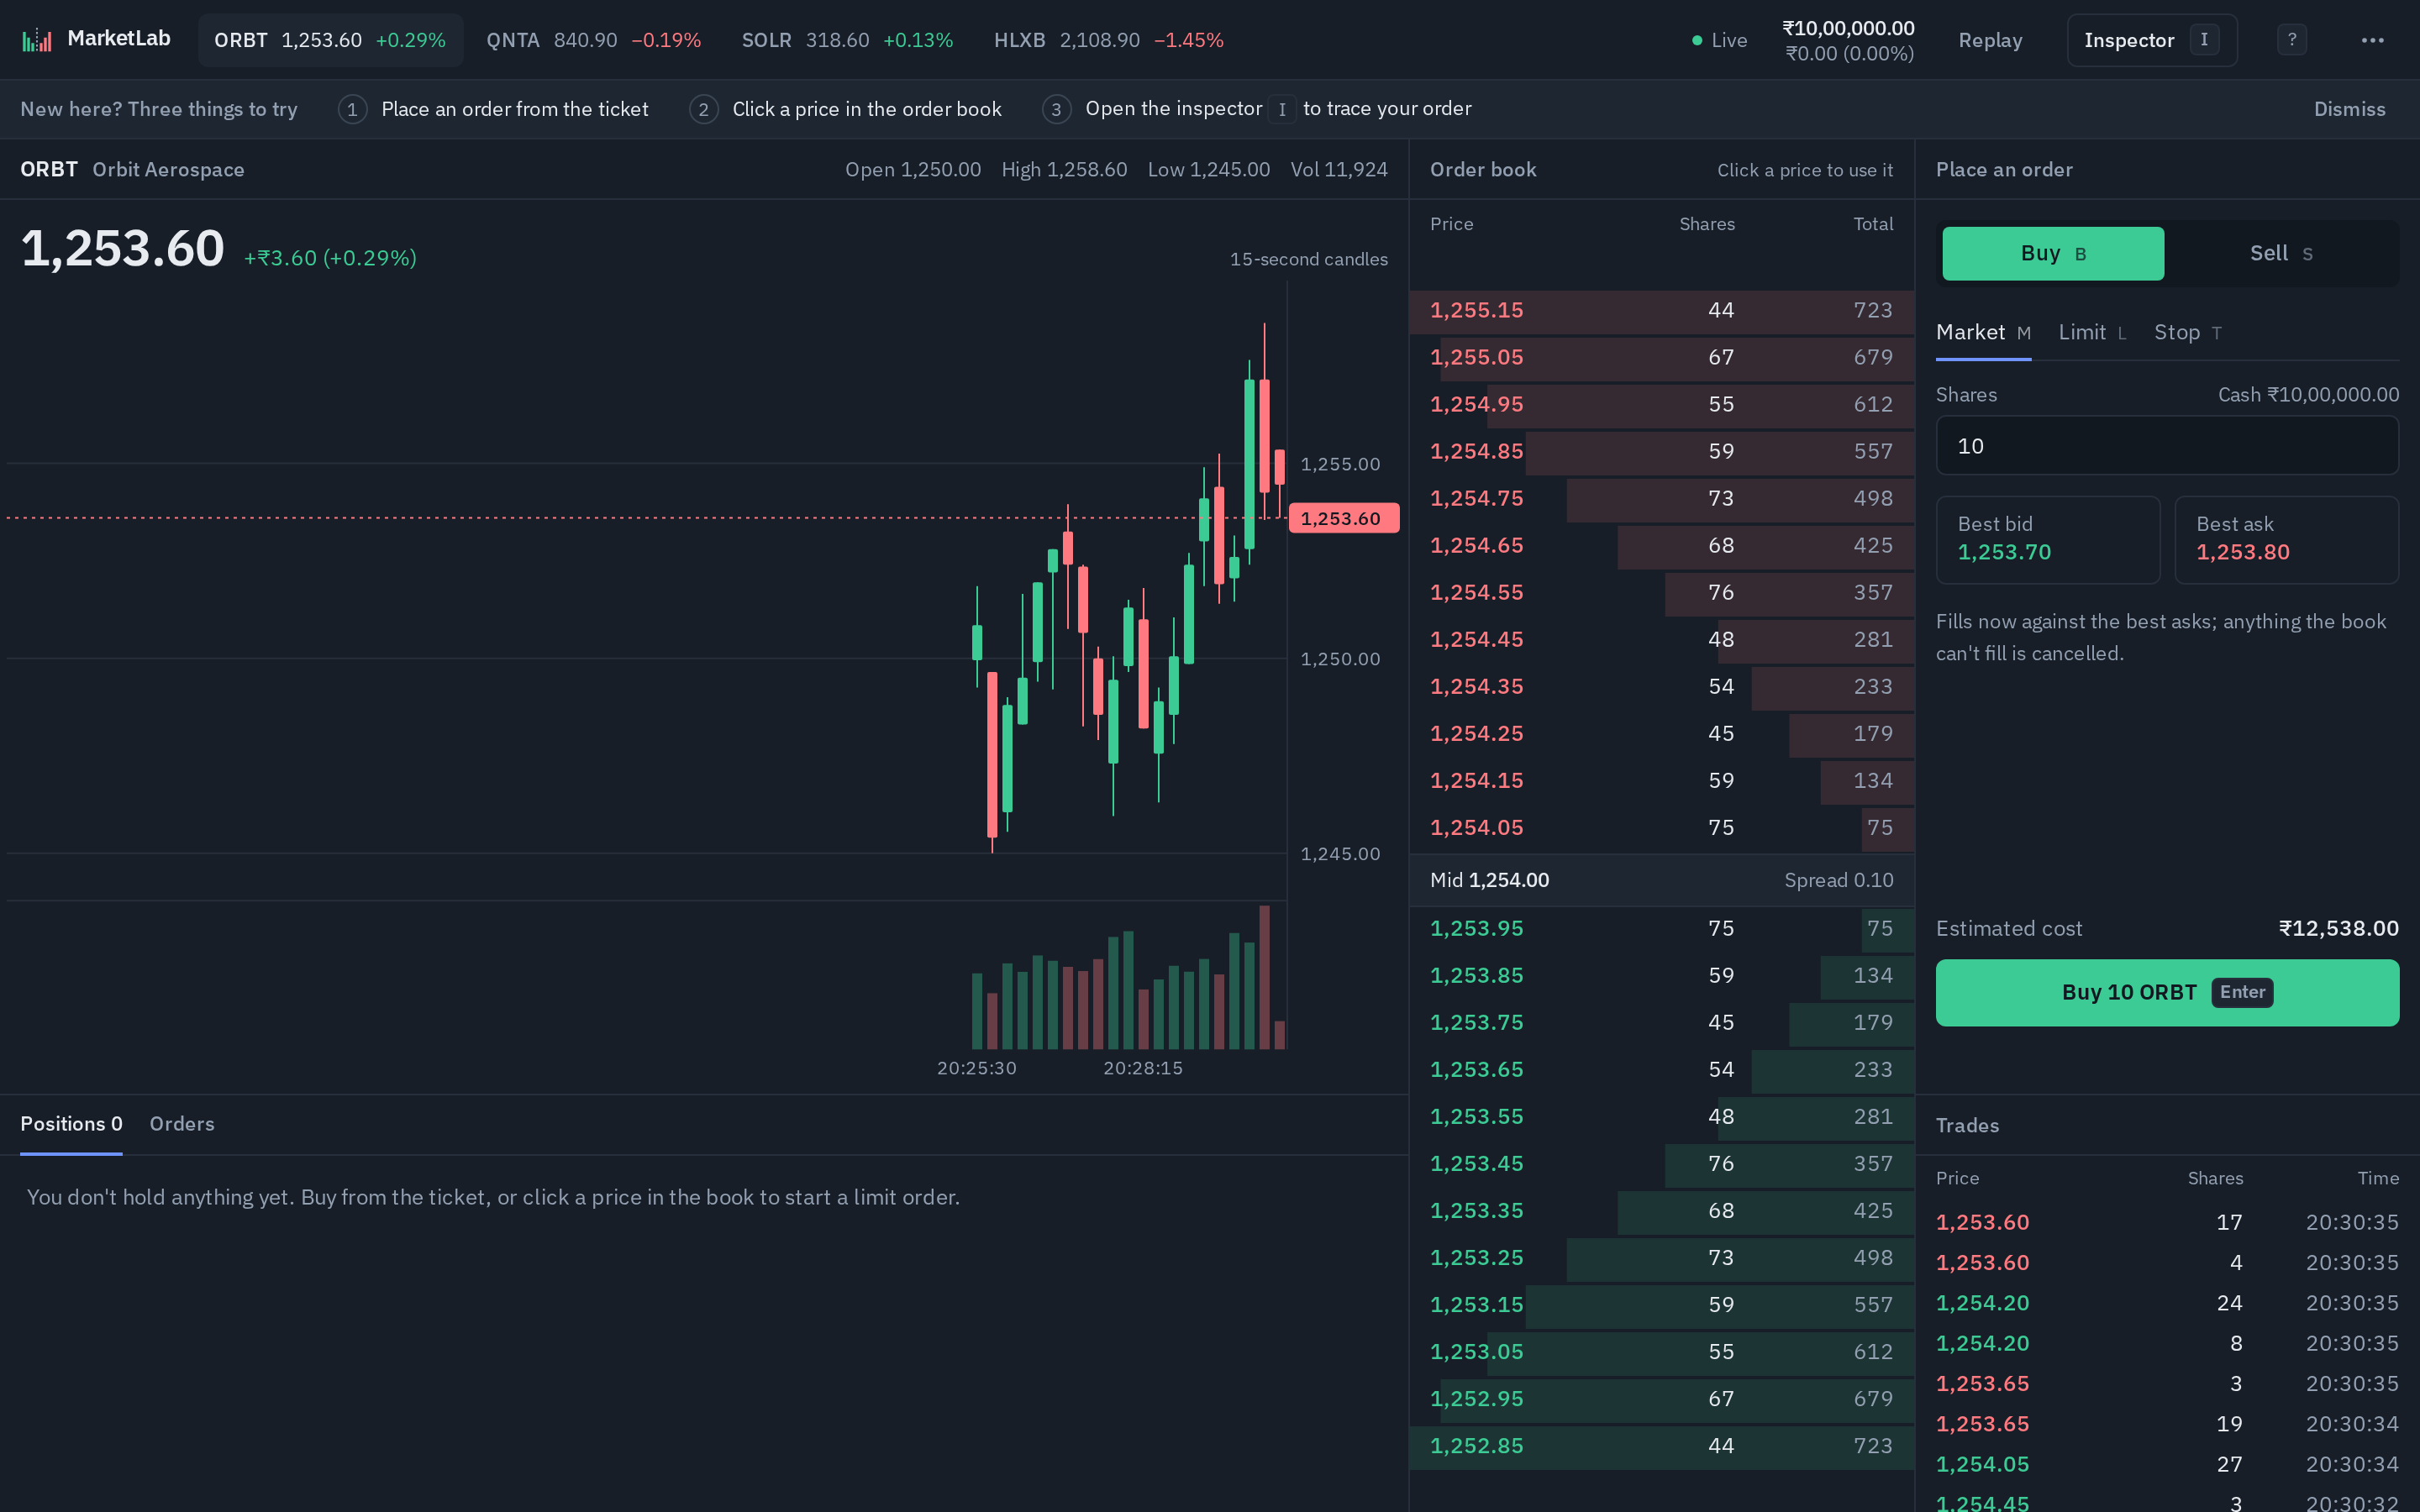 MarketLab ORBT 1,253.60 +0.29% QNTA 840.90 −0.19% SOLR 318.60 +0.13% HLXB 2,108.90 −1.45% Live ₹10,00,000.00 Replay Inspector I ? •••
₹0.00 (0.00%)
New here? Three things to try 1 Place an order from the ticket 2 Click a price in the order book 3 Open the inspector I to trace your order Dismiss
ORBT Orbit Aerospace Open 1,250.00 High 1,258.60 Low 1,245.00 Vol 11,924
1,253.60 +₹3.60 (+0.29%)
15-second candles
1,255.00
1,253.60
1,250.00
1,245.00
20:25:30 20:28:15
Positions 0 Orders
You don't hold anything yet. Buy from the ticket, or click a price in the book to start a limit order.
Order book Click a price to use it
Price Shares Total
1,255.15 44 723
1,255.05 67 679
1,254.95 55 612
1,254.85 59 557
1,254.75 73 498
1,254.65 68 425
1,254.55 76 357
1,254.45 48 281
1,254.35 54 233
1,254.25 45 179
1,254.15 59 134
1,254.05 75 75
Mid 1,254.00 Spread 0.10
1,253.95 75 75
1,253.85 59 134
1,253.75 45 179
1,253.65 54 233
1,253.55 48 281
1,253.45 76 357
1,253.35 68 425
1,253.25 73 498
1,253.15 59 557
1,253.05 55 612
1,252.95 67 679
1,252.85 44 723
Place an order
Buy B Sell S
Market M Limit L Stop T
Shares Cash ₹10,00,000.00
10
Best bid Best ask
1,253.70 1,253.80
Fills now against the best asks; anything the book
can't fill is cancelled.
Estimated cost ₹12,538.00
Buy 10 ORBT Enter
Trades
Price Shares Time
1,253.60 17 20:30:35
1,253.60 4 20:30:35
1,254.20 24 20:30:35
1,254.20 8 20:30:35
1,253.65 3 20:30:35
1,253.65 19 20:30:34
1,254.05 27 20:30:34
1,254.45 3 20:30:32